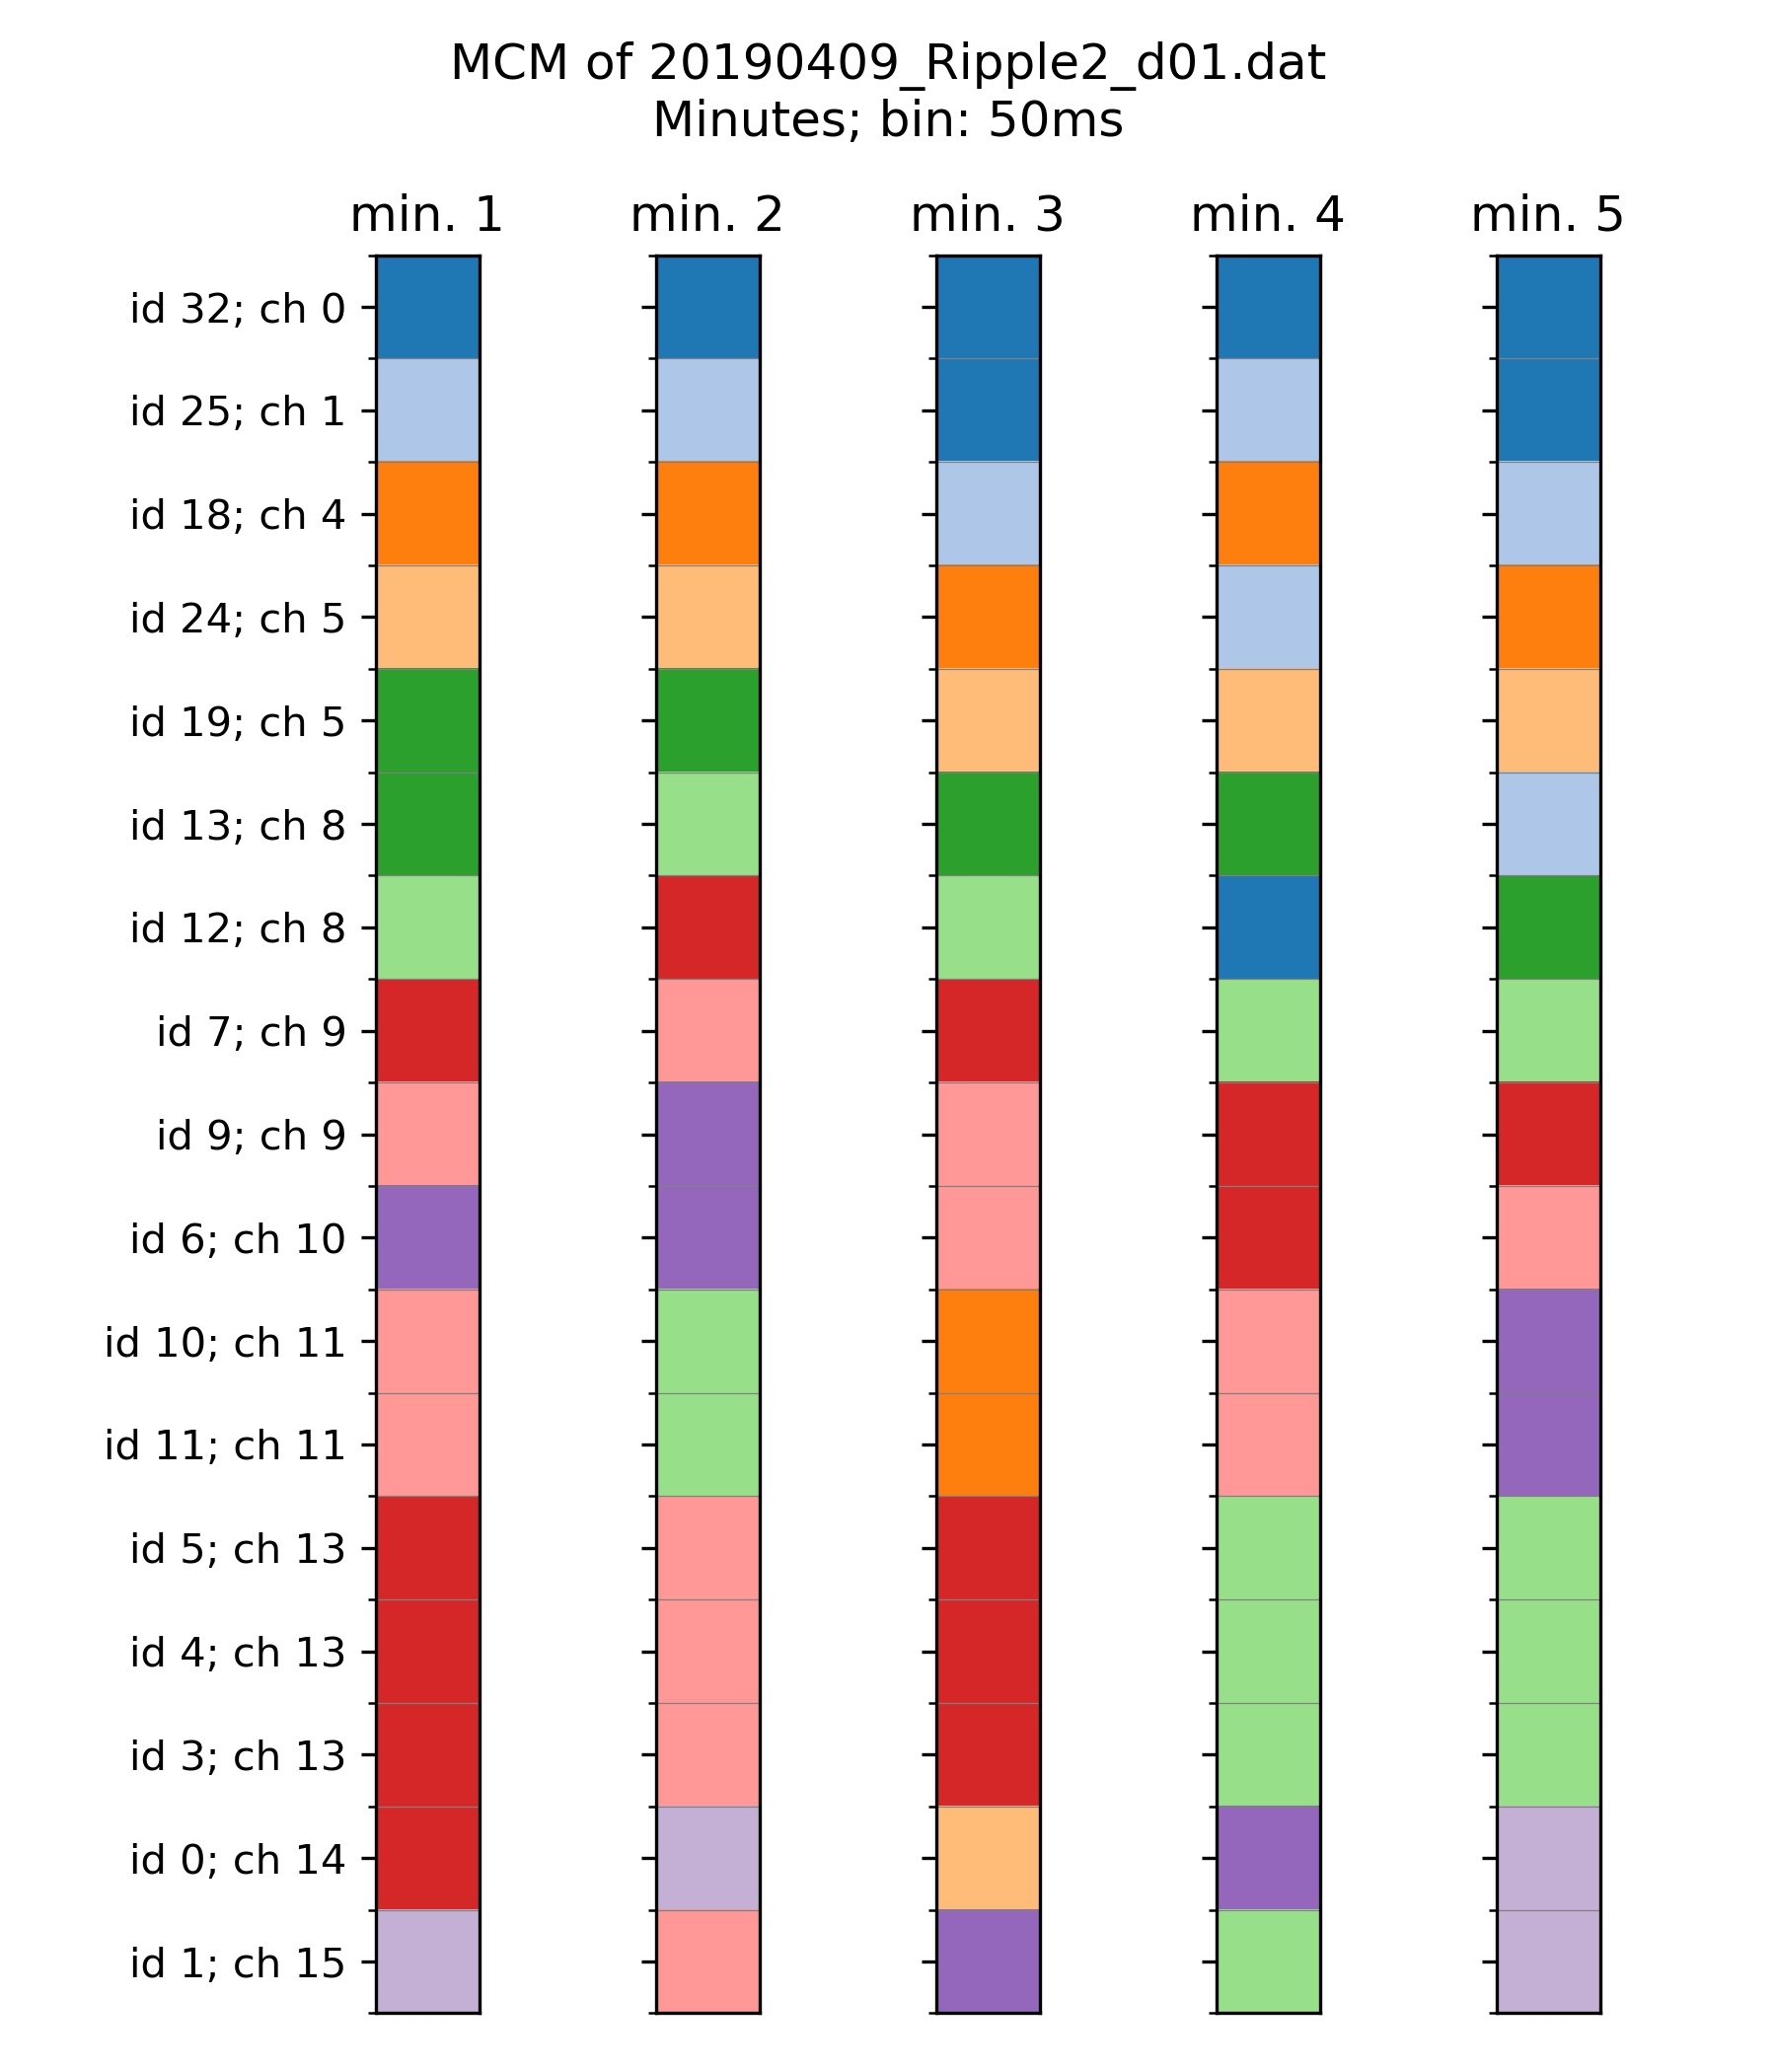 MCM of 20190409_Ripple2_d01.dat
Minutes; bin: 50ms
min. 1 min. 2 min. 3 min. 4 min. 5
id 32; ch 0
id 25; ch 1
id 18; ch 4
id 24; ch 5
id 19; ch 5
id 13; ch 8
id 12; ch 8
id 7; ch 9
id 9; ch 9
id 6; ch 10
id 10; ch 11
id 11; ch 11
id 5; ch 13
id 4; ch 13
id 3; ch 13
id 0; ch 14
id 1; ch 15